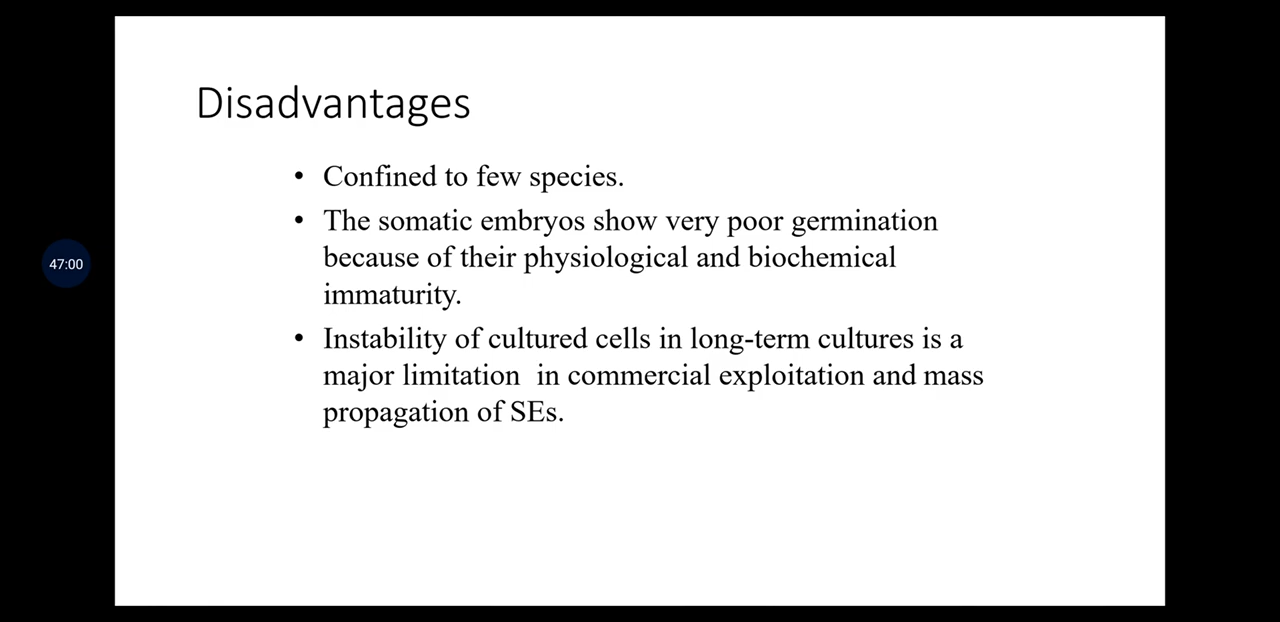 Disadvantages
• Confined to few species.
• The somatic embryos show very poor germination
because of their physiological and biochemical
immaturity.
47:00
• Instability of cultured cells in long-term cultures is a
major limitation  in commercial exploitation and mass
propagation of SEs.